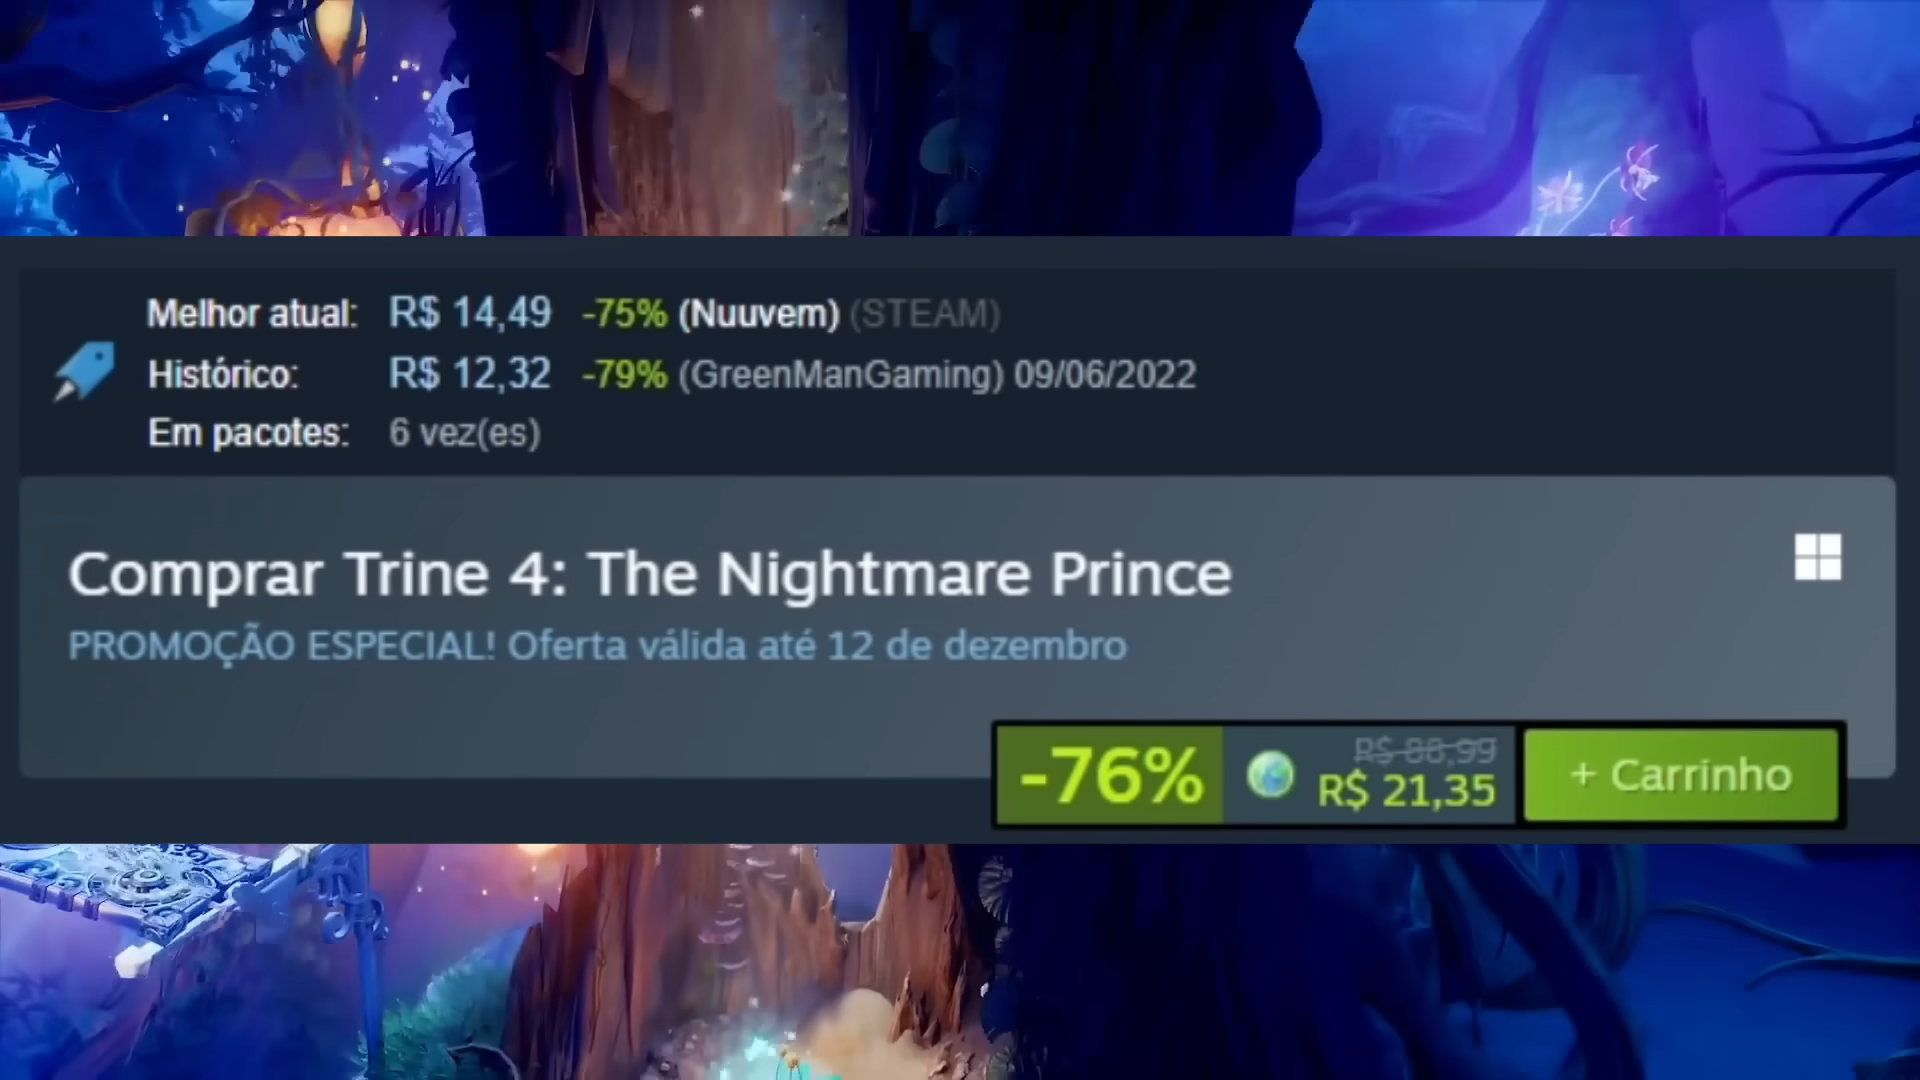 Melhor atual: R$ 14,49 -75% (Nuuvem) (STEAM)
Histórico: R$ 12,32 -79% (GreenManGaming) 09/06/2022
Em pacotes: 6 vez(es)
Comprar Trine 4: The Nightmare Prince
PROMOÇÃO ESPECIAL! Oferta válida até 12 de dezembro
-76%
R$ 88,99
R$ 21,35
+ Carrinho